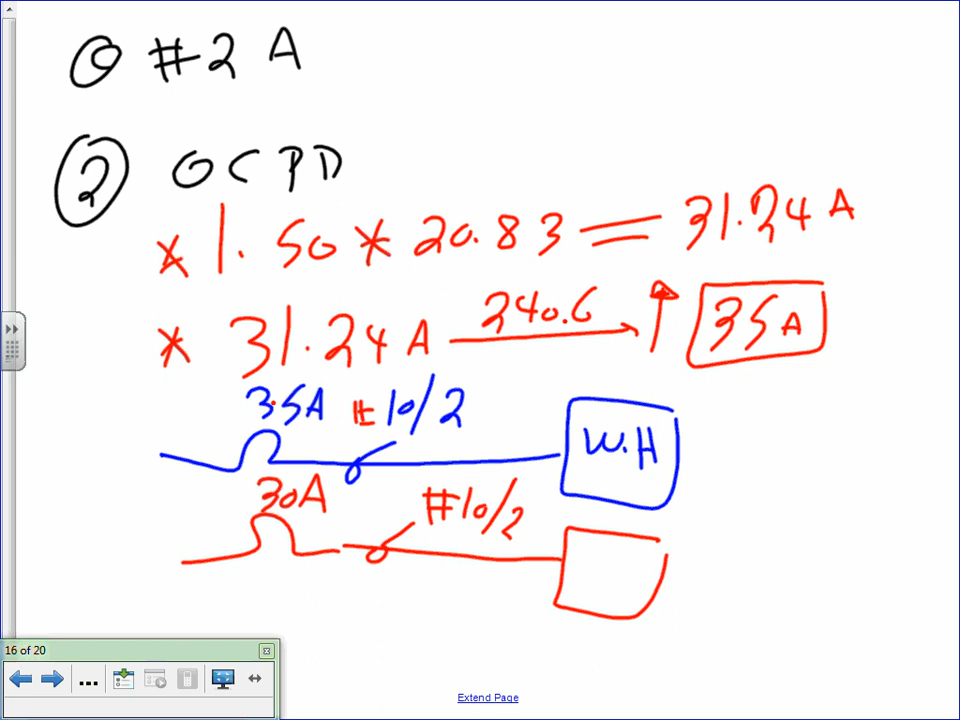 ① #2 A
② OCPD
* 1.50 * 20.83 = 31.24 A
* 31.24 A 240.6 ↑ 35 A
35A #10/2
W.H
30A #10/2
16 of 20
...
Extend Page